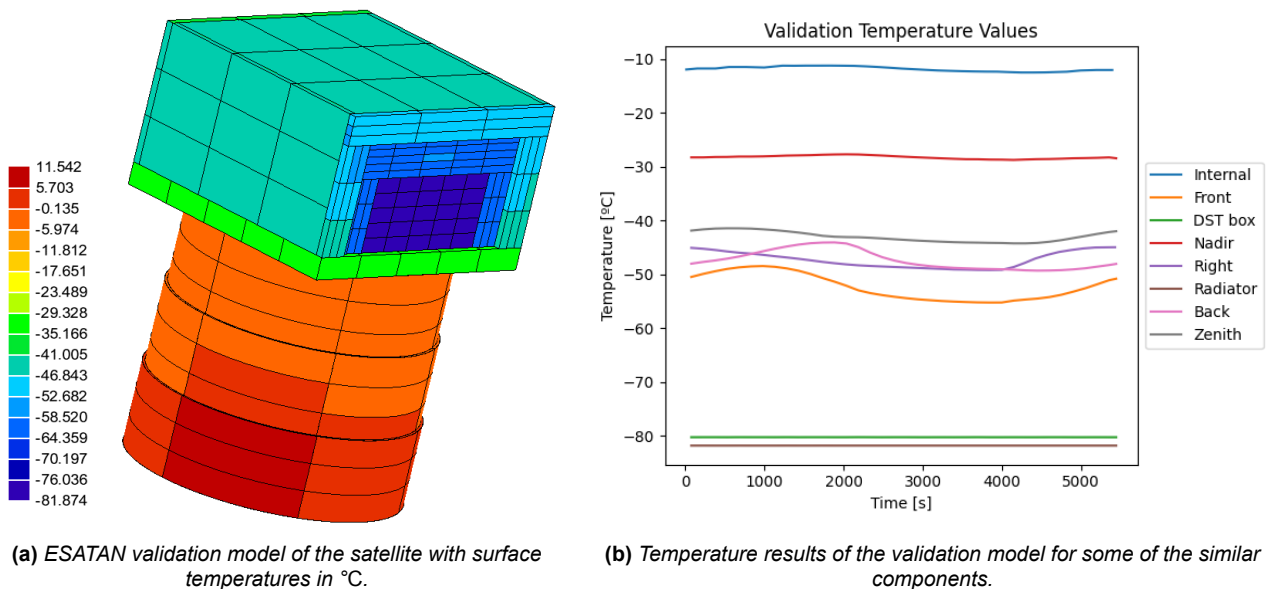 11.542
5.703
-0.135
-5.974
-11.812
-17.651
-23.489
-29.328
-35.166
-41.005
-46.843
-52.682
-58.520
-64.359
-70.197
-76.036
-81.874
(a) ESATAN validation model of the satellite with surface
temperatures in °C.
Validation Temperature Values
Temperature [ºC]
−10
−20
−30
−40
−50
−60
−70
−80
0 1000 2000 3000 4000 5000
Time [s]
Internal
Front
DST box
Nadir
Right
Radiator
Back
Zenith
(b) Temperature results of the validation model for some of the similar
components.